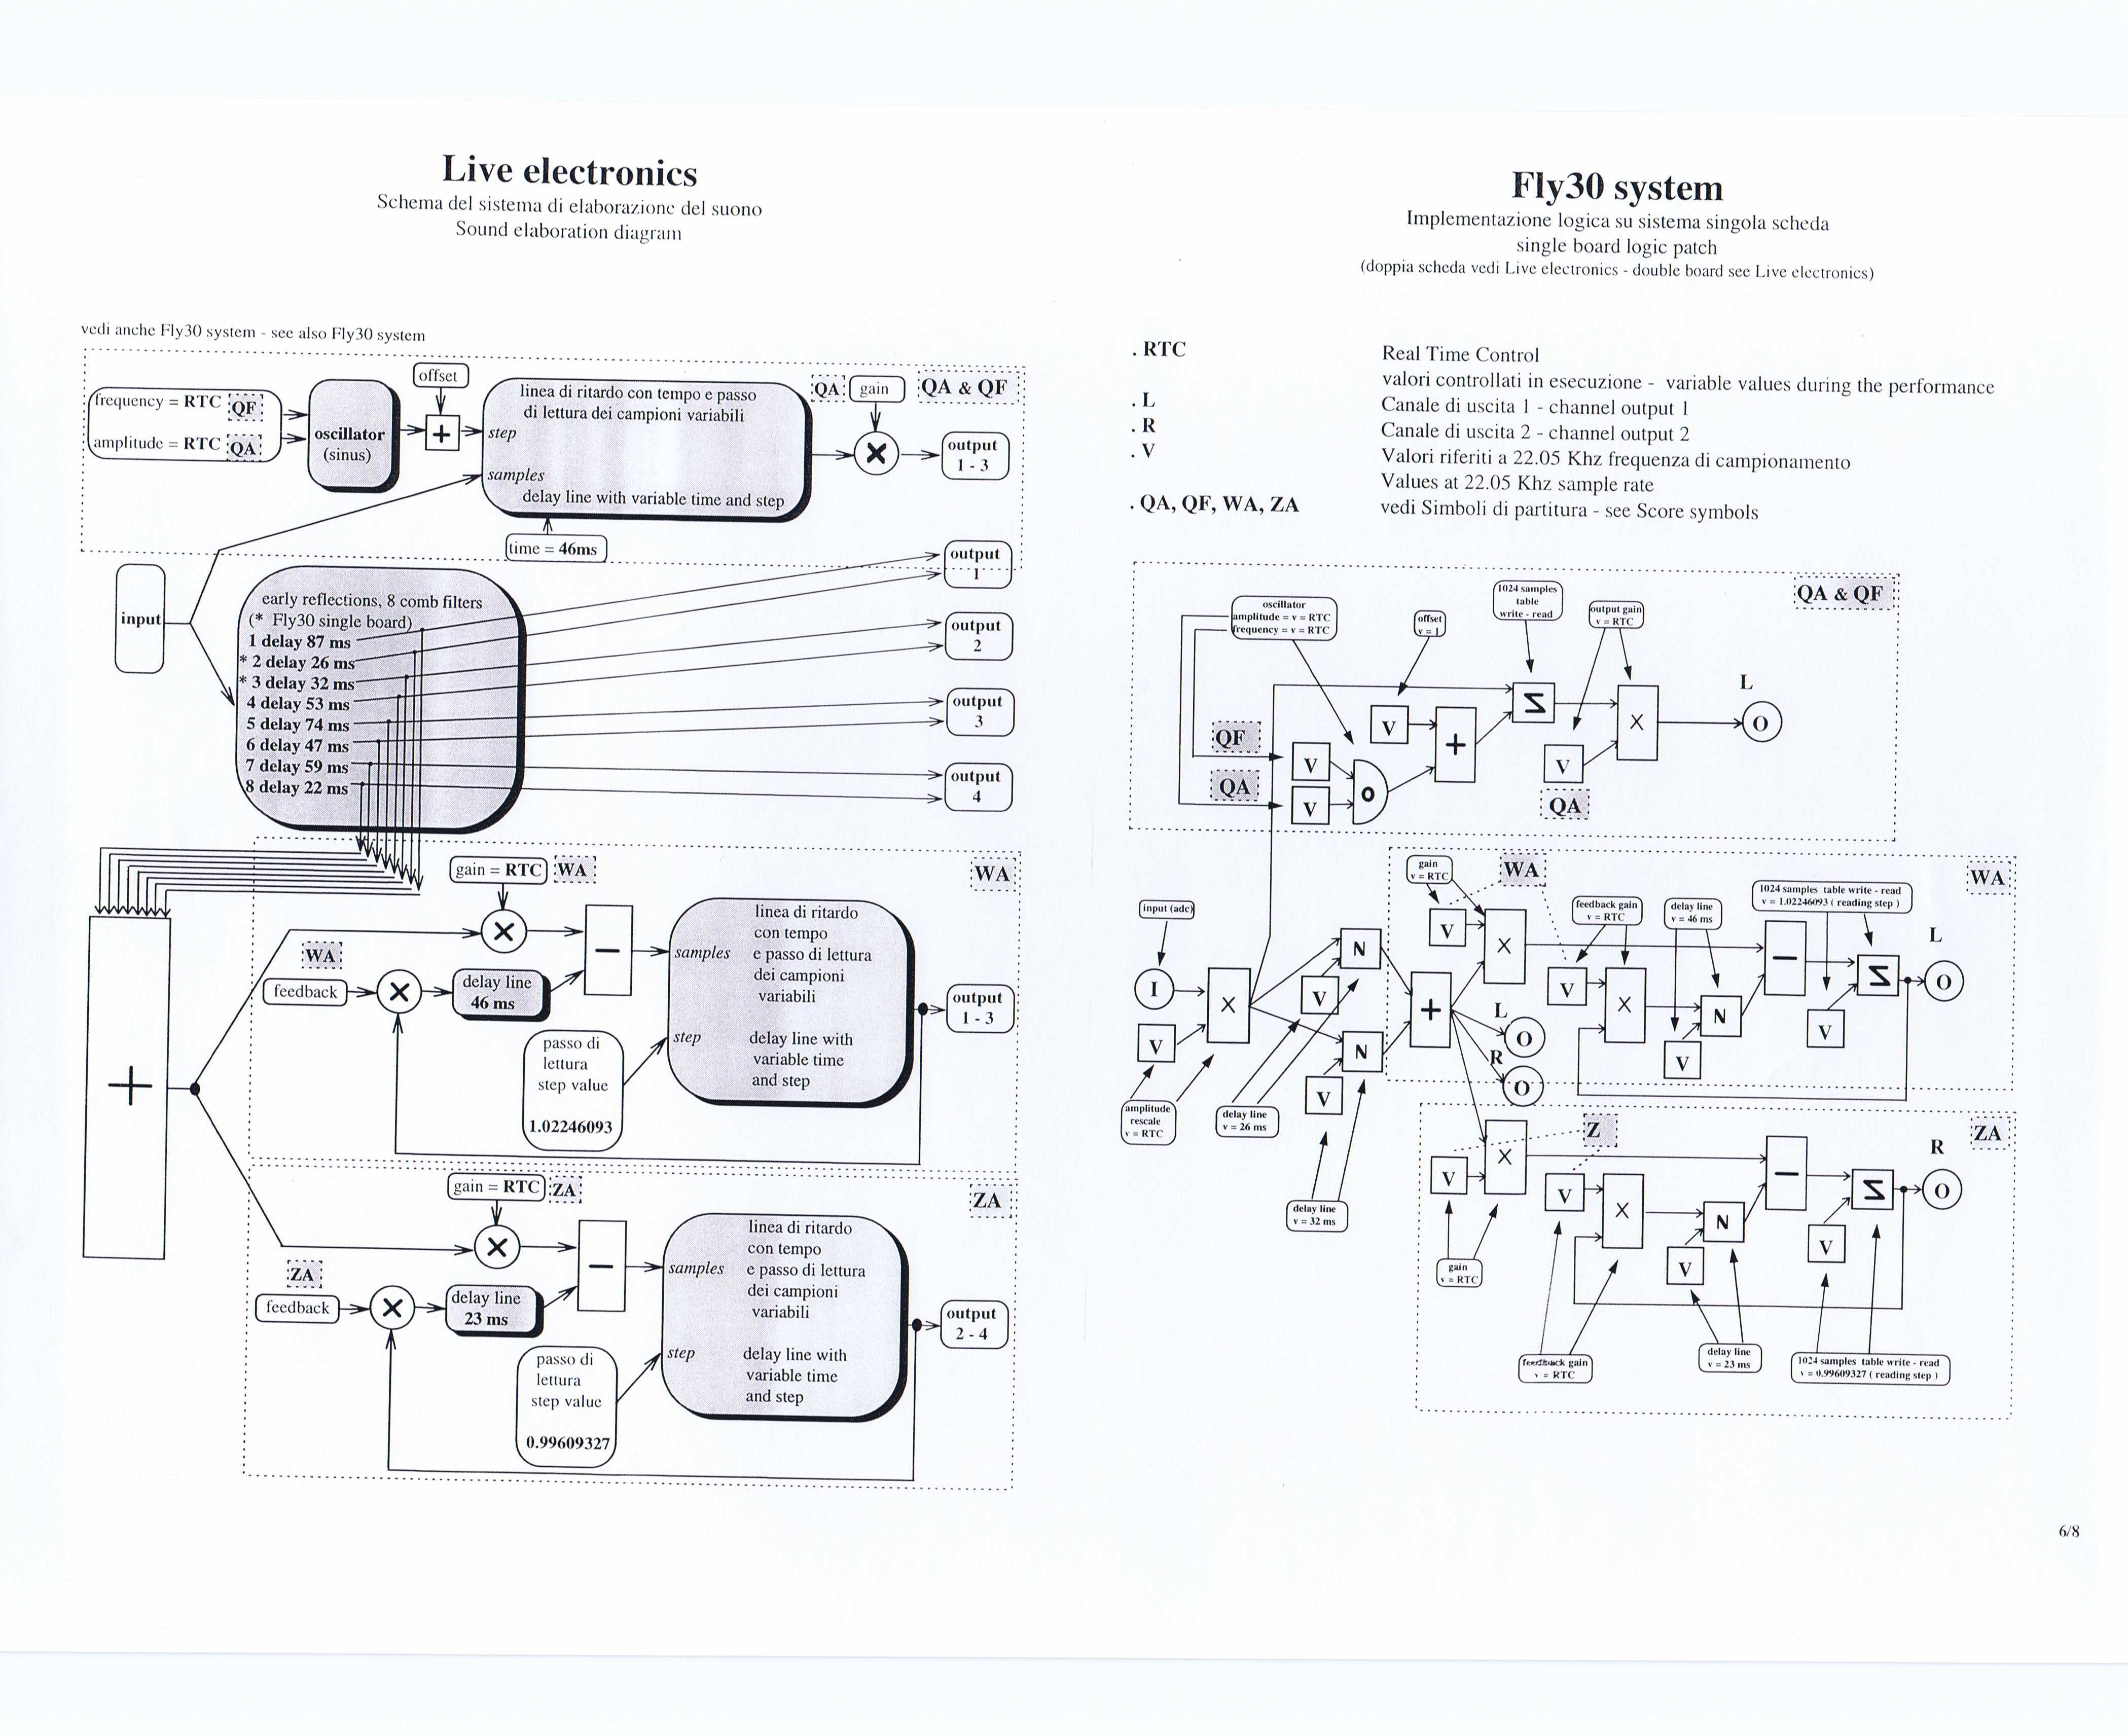 Live electronics
Schema del sistema di elaborazione del suono
Sound elaboration diagram
vedi anche Fly30 system - see also Fly30 system
frequency = RTC QF
amplitude = RTC QA
oscillator
(sinus)
offset
+
linea di ritardo con tempo e passo
di lettura dei campioni variabili
step
samples
delay line with variable time and step
time = 46ms
QA
gain
QA & QF
×
output
1 - 3
input
early reflections, 8 comb filters
(* Fly30 single board)
1 delay 87 ms
* 2 delay 26 ms
* 3 delay 32 ms
4 delay 53 ms
5 delay 74 ms
6 delay 47 ms
7 delay 59 ms
8 delay 22 ms
output
1
output
2
output
3
output
4
+
WA
gain = RTC WA
×
−
WA
feedback
×
delay line
46 ms
linea di ritardo
con tempo
samples e passo di lettura
dei campioni
variabili
step delay line with
variable time
and step
passo di
lettura
step value
1.02246093
output
1 - 3
ZA
gain = RTC ZA
×
−
ZA
feedback
×
delay line
23 ms
linea di ritardo
con tempo
samples e passo di lettura
dei campioni
variabili
step delay line with
variable time
and step
passo di
lettura
step value
0.99609327
output
2 - 4
Fly30 system
Implementazione logica su sistema singola scheda
single board logic patch
(doppia scheda vedi Live electronics - double board see Live electronics)
. RTC Real Time Control
valori controllati in esecuzione - variable values during the performance
. L Canale di uscita 1 - channel output 1
. R Canale di uscita 2 - channel output 2
. V Valori riferiti a 22.05 Khz frequenza di campionamento
Values at 22.05 Khz sample rate
. QA, QF, WA, ZA vedi Simboli di partitura - see Score symbols
QA & QF
oscillator
amplitude = v = RTC
frequency = v = RTC
offset
v = 1
1024 samples
table
write - read
output gain
v = RTC
QF
QA
V
V
O
V
+
Σ
V
QA
×
L
O
input (adc)
I
V
×
amplitude
rescale
v = RTC
N
V
delay line
v = 26 ms
N
V
delay line
v = 32 ms
+
L
O
R
O
WA
gain
v = RTC
WA
V
×
feedback gain
v = RTC
V
×
delay line
v = 46 ms
N
V
1024 samples table write - read
v = 1.02246093 ( reading step )
−
V
Σ
L
O
ZA
Z
V
×
gain
v = RTC
V
×
feedback gain
v = RTC
N
V
delay line
v = 23 ms
−
V
Σ
R
O
1024 samples table write - read
v = 0.99609327 ( reading step )
6/8